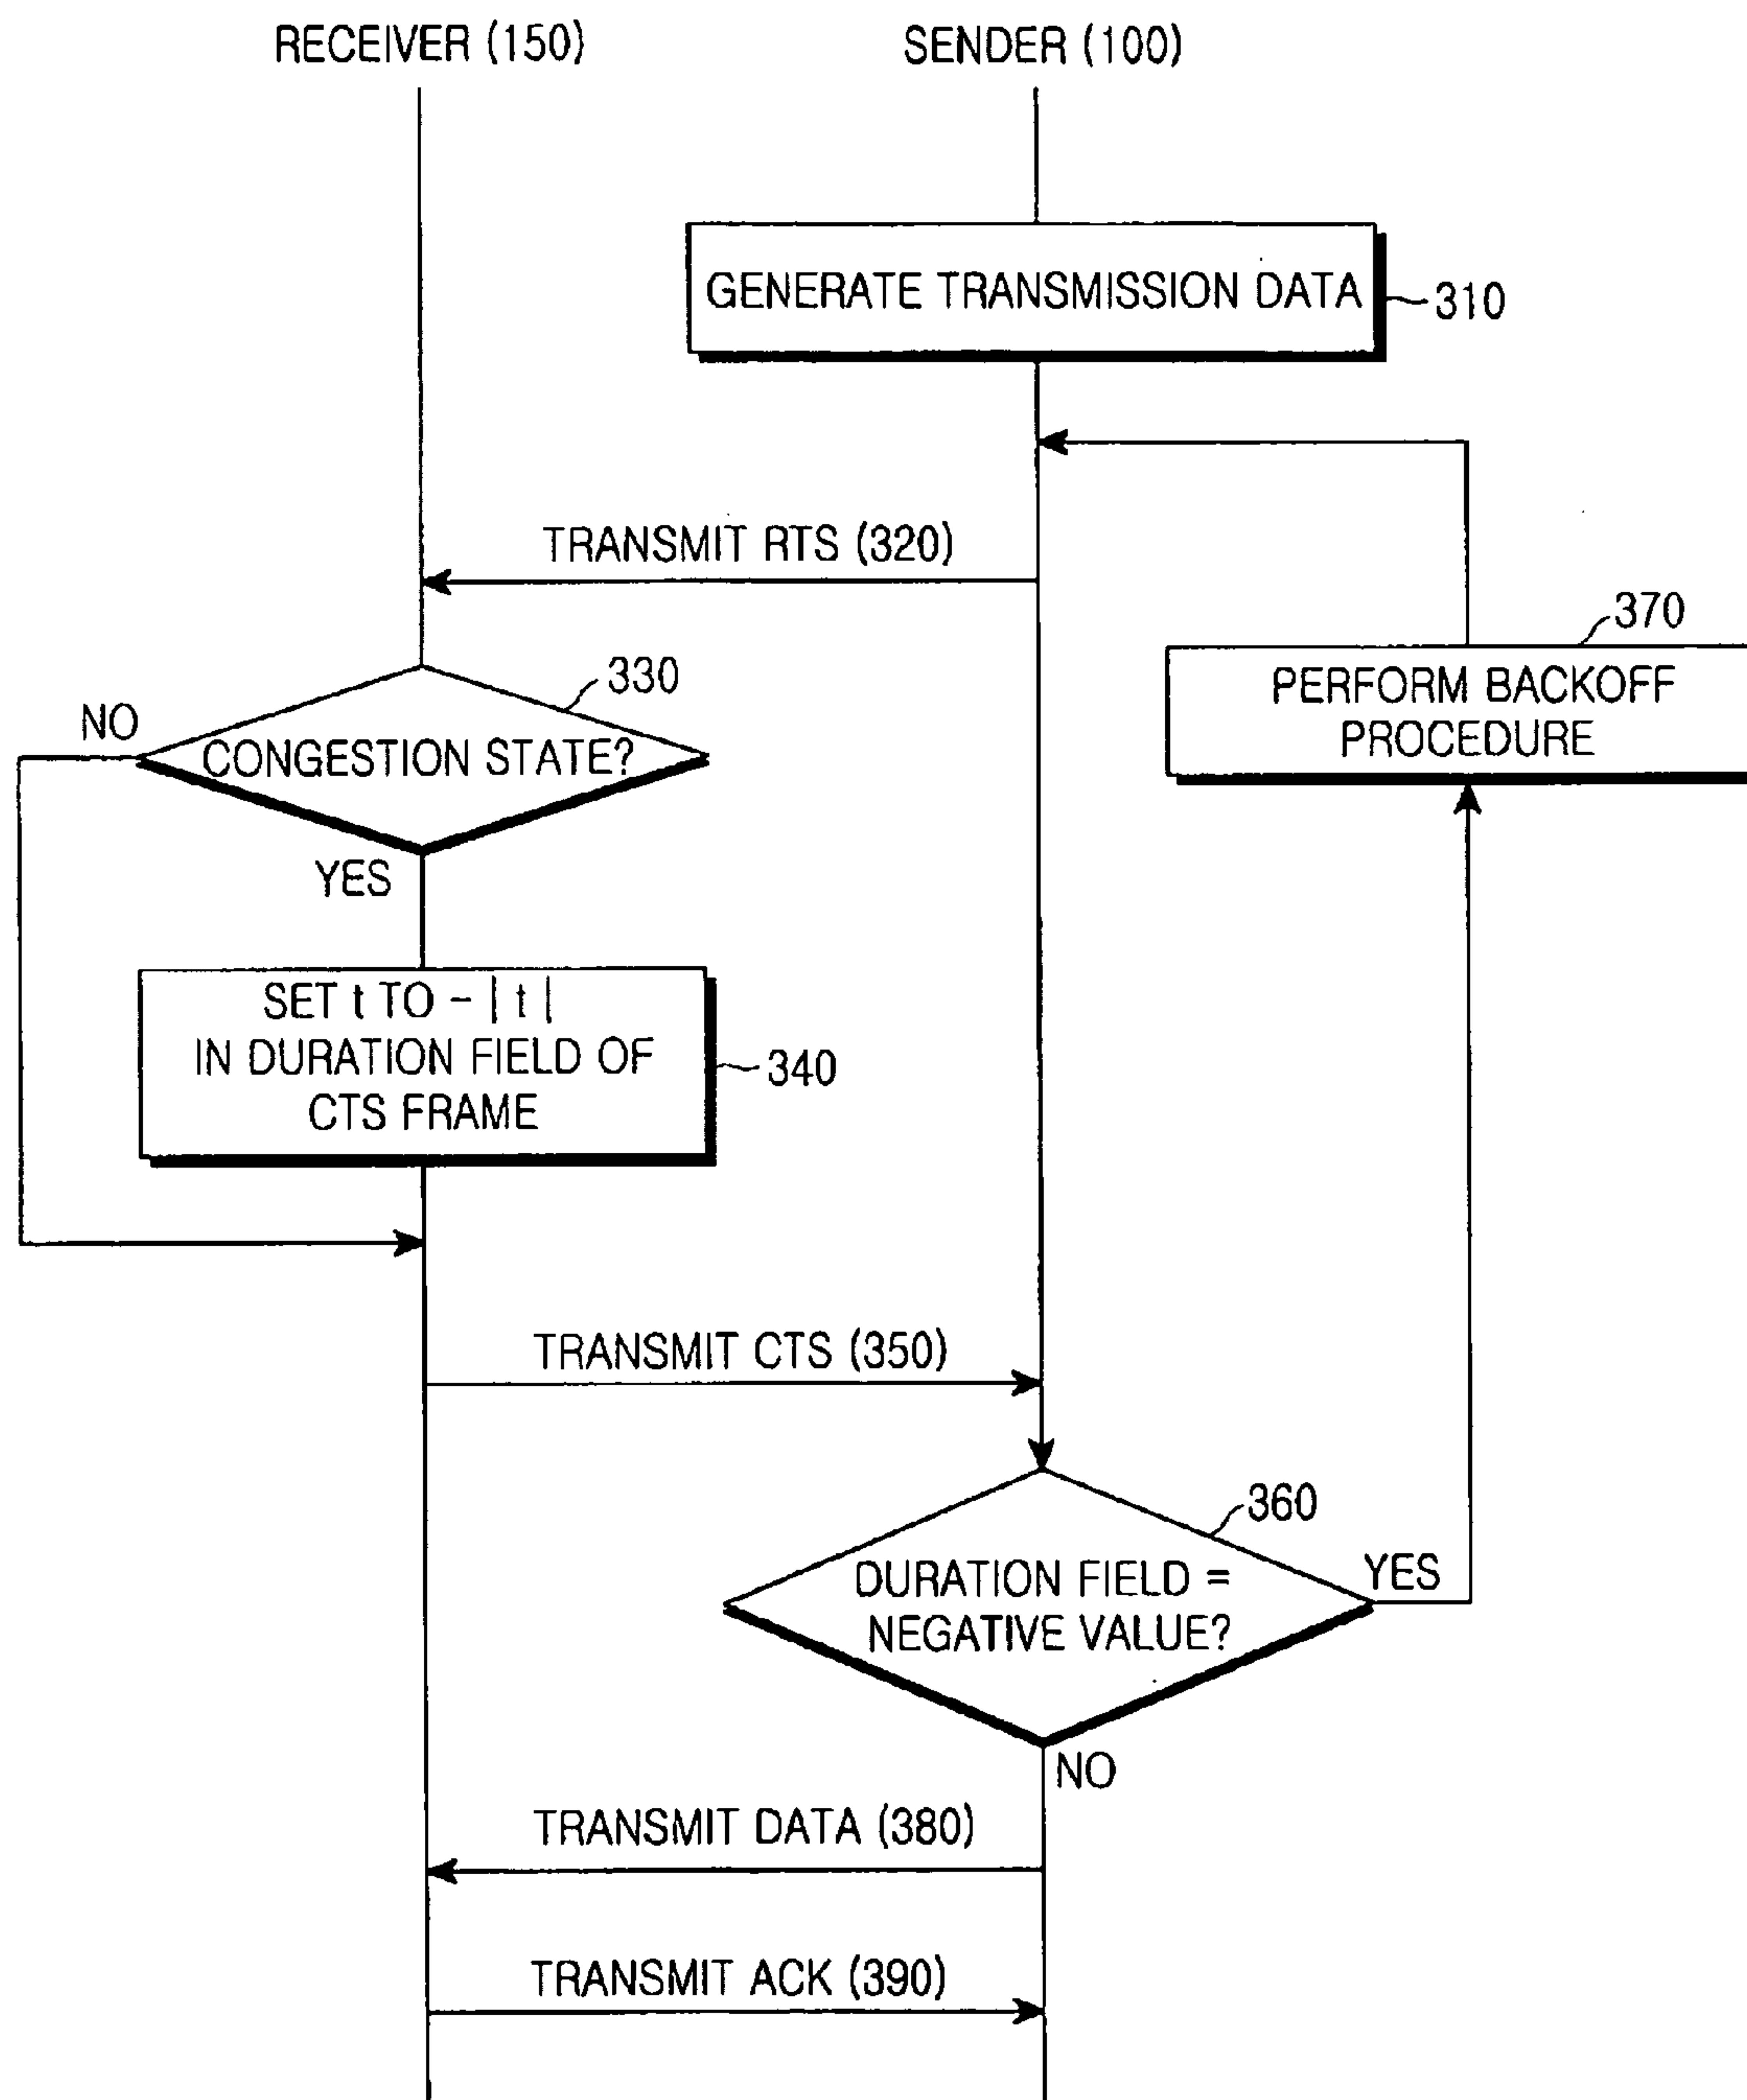 RECEIVER (150)
SENDER (100)
GENERATE TRANSMISSION DATA
310
TRANSMIT RTS (320)
370
PERFORM BACKOFF
PROCEDURE
330
NO
CONGESTION STATE?
YES
SET t TO - | t |
IN DURATION FIELD OF
CTS FRAME
340
TRANSMIT CTS (350)
360
DURATION FIELD =
NEGATIVE VALUE?
YES
NO
TRANSMIT DATA (380)
TRANSMIT ACK (390)